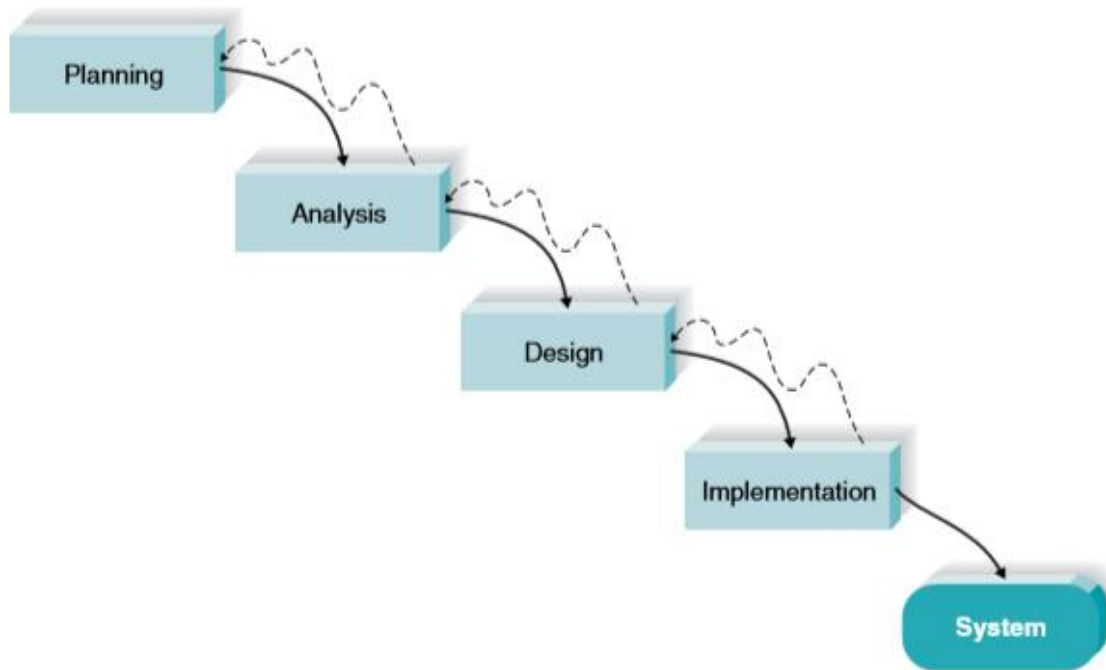 Planning
Analysis
Design
Implementation
System